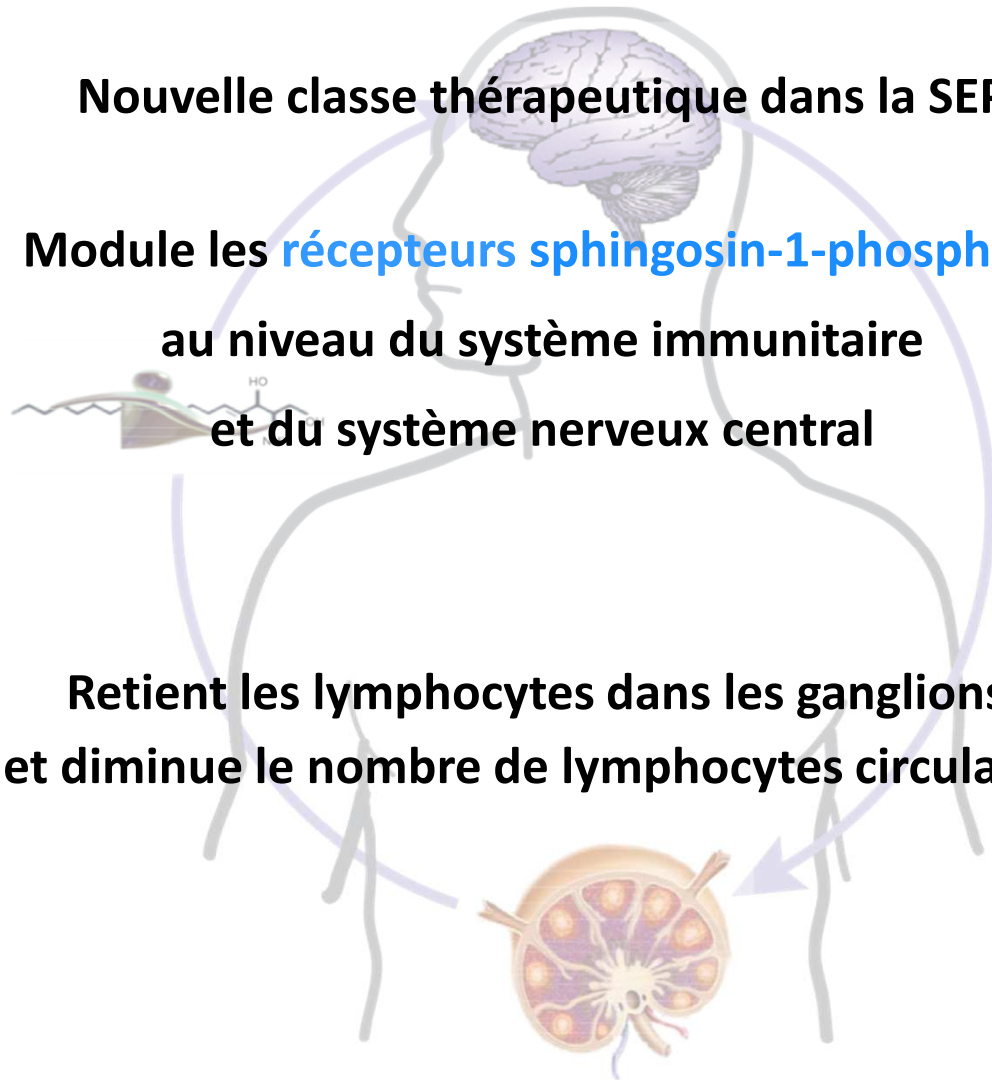 Nouvelle classe thérapeutique dans la SEP
Module les récepteurs sphingosin-1-phosph
au niveau du système immunitaire
HO
et du système nerveux central
Retient les lymphocytes dans les ganglions
et diminue le nombre de lymphocytes circula